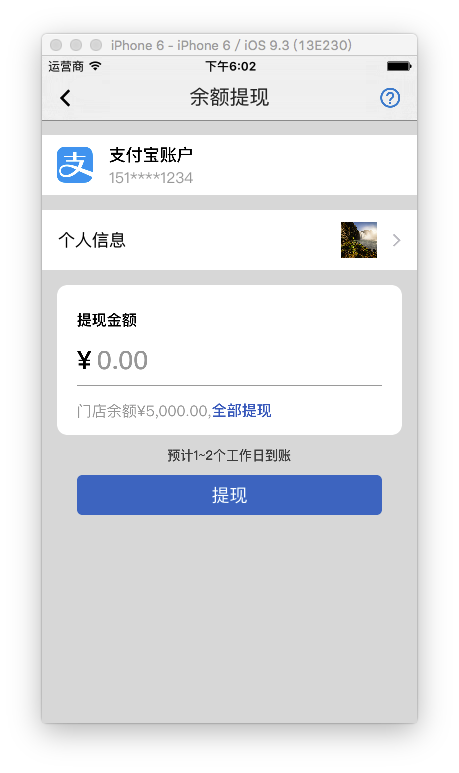 iPhone 6 - iPhone 6 / iOS 9.3 (13E230)
运营商 下午6:02
余额提现
支 支付宝账户
151****1234
个人信息
提现金额
¥ 0.00
门店余额¥5,000.00,全部提现
预计1~2个工作日到账
提现